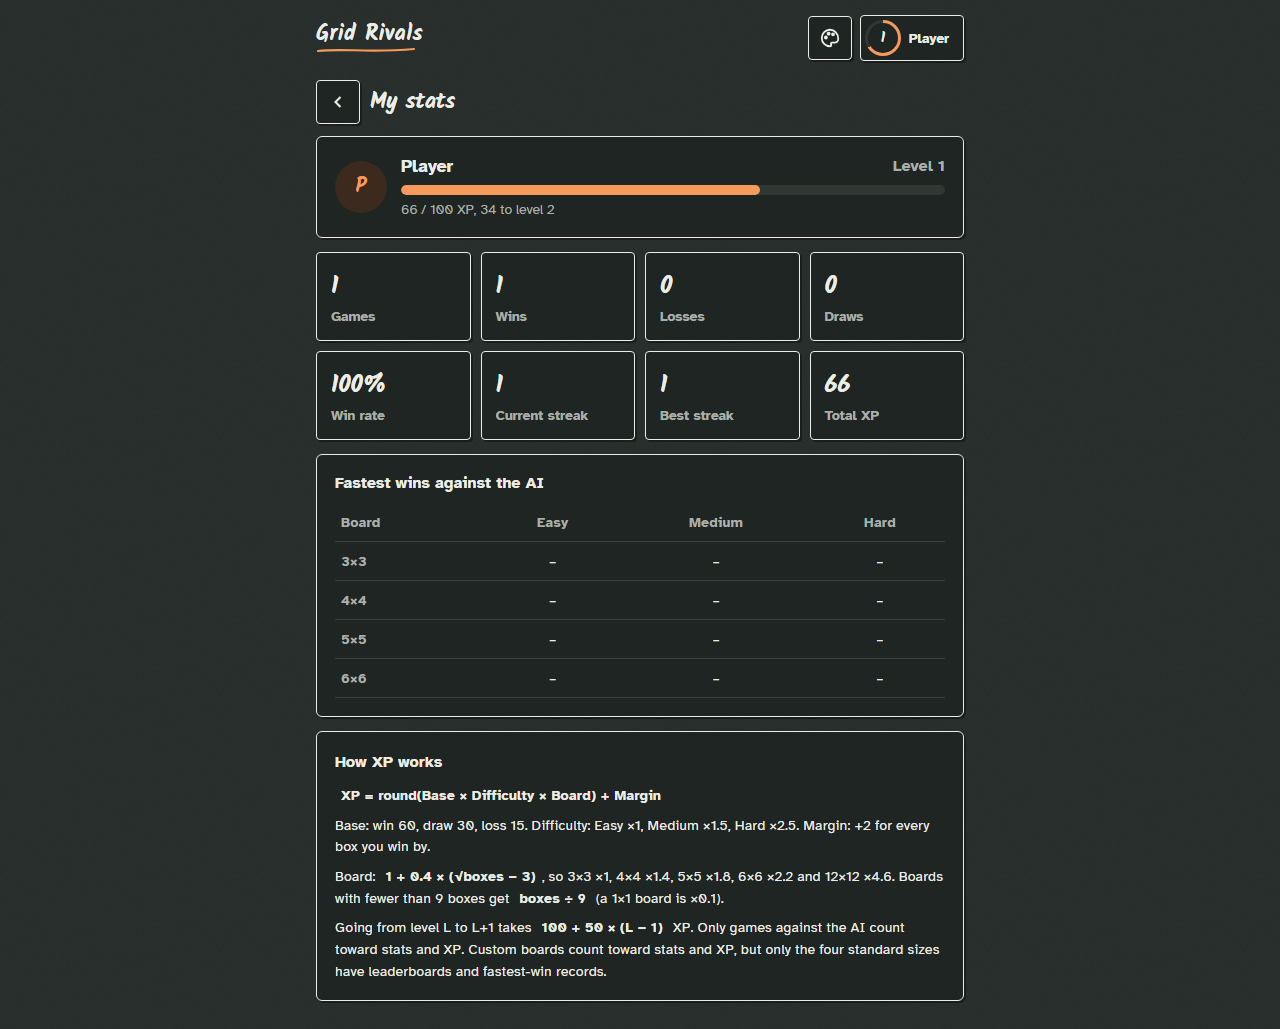 Grid Rivals
1 Player
My stats
P
Player Level 1
66 / 100 XP, 34 to level 2
1 1 0 0
Games Wins Losses Draws
100% 1 1 66
Win rate Current streak Best streak Total XP
Fastest wins against the AI
Board Easy Medium Hard
3×3 – – –
4×4 – – –
5×5 – – –
6×6 – – –
How XP works
XP = round(Base × Difficulty × Board) + Margin
Base: win 60, draw 30, loss 15. Difficulty: Easy ×1, Medium ×1.5, Hard ×2.5. Margin: +2 for every
box you win by.
Board: 1 + 0.4 × (√boxes − 3) , so 3×3 ×1, 4×4 ×1.4, 5×5 ×1.8, 6×6 ×2.2 and 12×12 ×4.6. Boards
with fewer than 9 boxes get boxes ÷ 9 (a 1×1 board is ×0.1).
Going from level L to L+1 takes 100 + 50 × (L − 1) XP. Only games against the AI count
toward stats and XP. Custom boards count toward stats and XP, but only the four standard sizes
have leaderboards and fastest-win records.